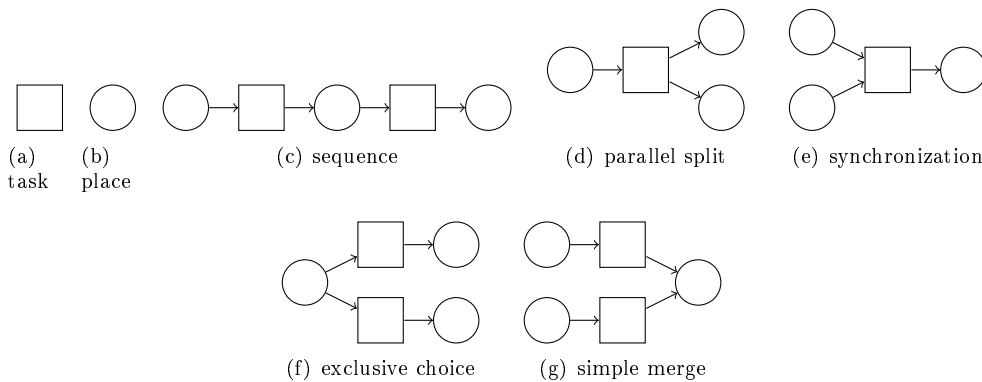 (a)
task
(b)
place
(c) sequence
(d) parallel split
(e) synchronization
(f) exclusive choice
(g) simple merge